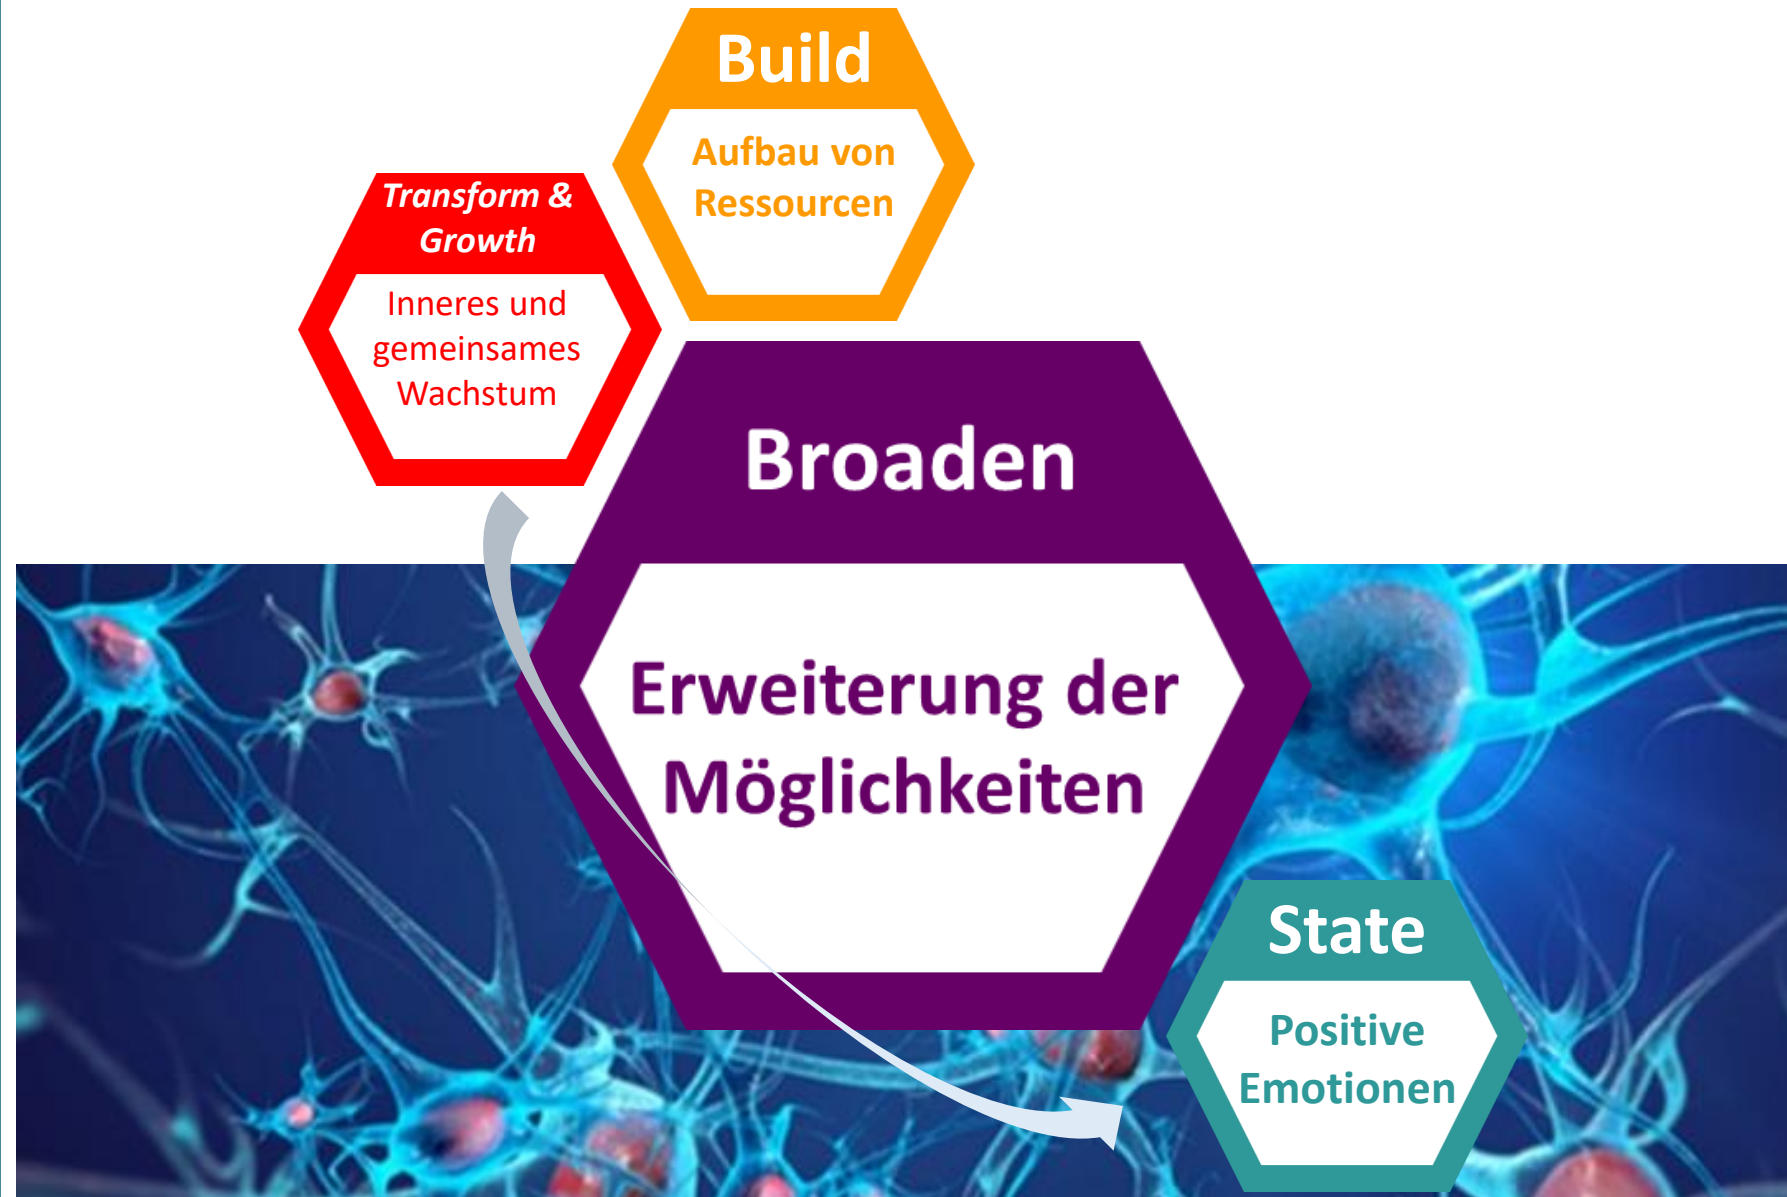 Build
Aufbau von
Ressourcen
Transform &
Growth
Inneres und
gemeinsames
Wachstum
Broaden
Erweiterung der
Möglichkeiten
State
Positive
Emotionen